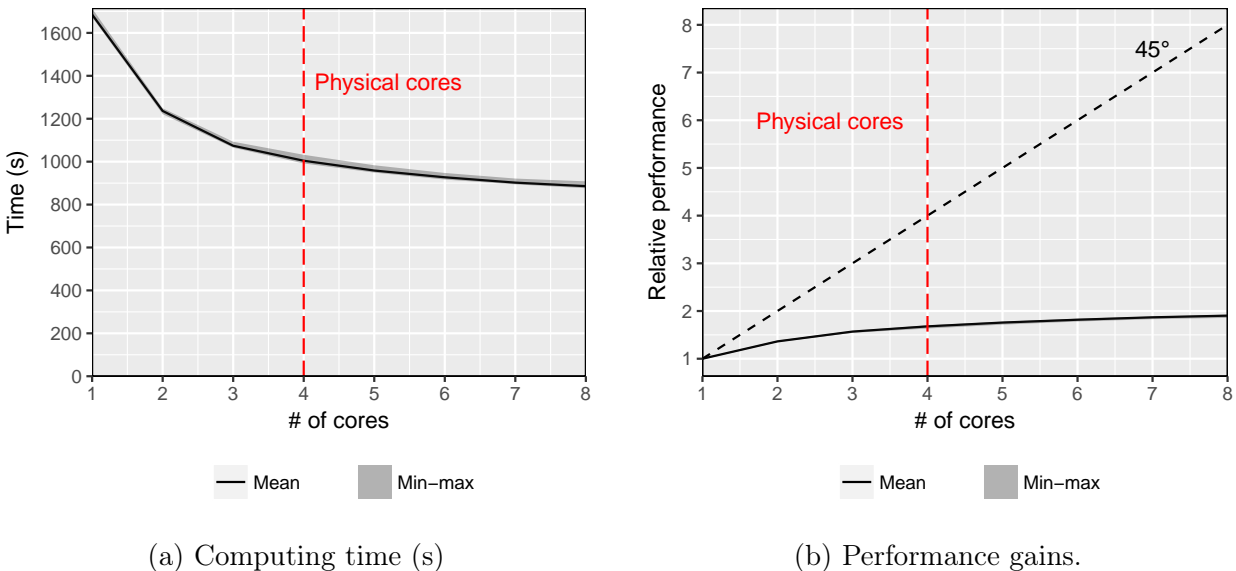 1600
1400
1200
1000
800
600
400
200
0
Time (s)
Physical cores
1 2 3 4 5 6 7 8
# of cores
Mean Min−max
(a) Computing time (s)
8
7
6
5
4
3
2
1
Relative performance
45°
Physical cores
1 2 3 4 5 6 7 8
# of cores
Mean Min−max
(b) Performance gains.